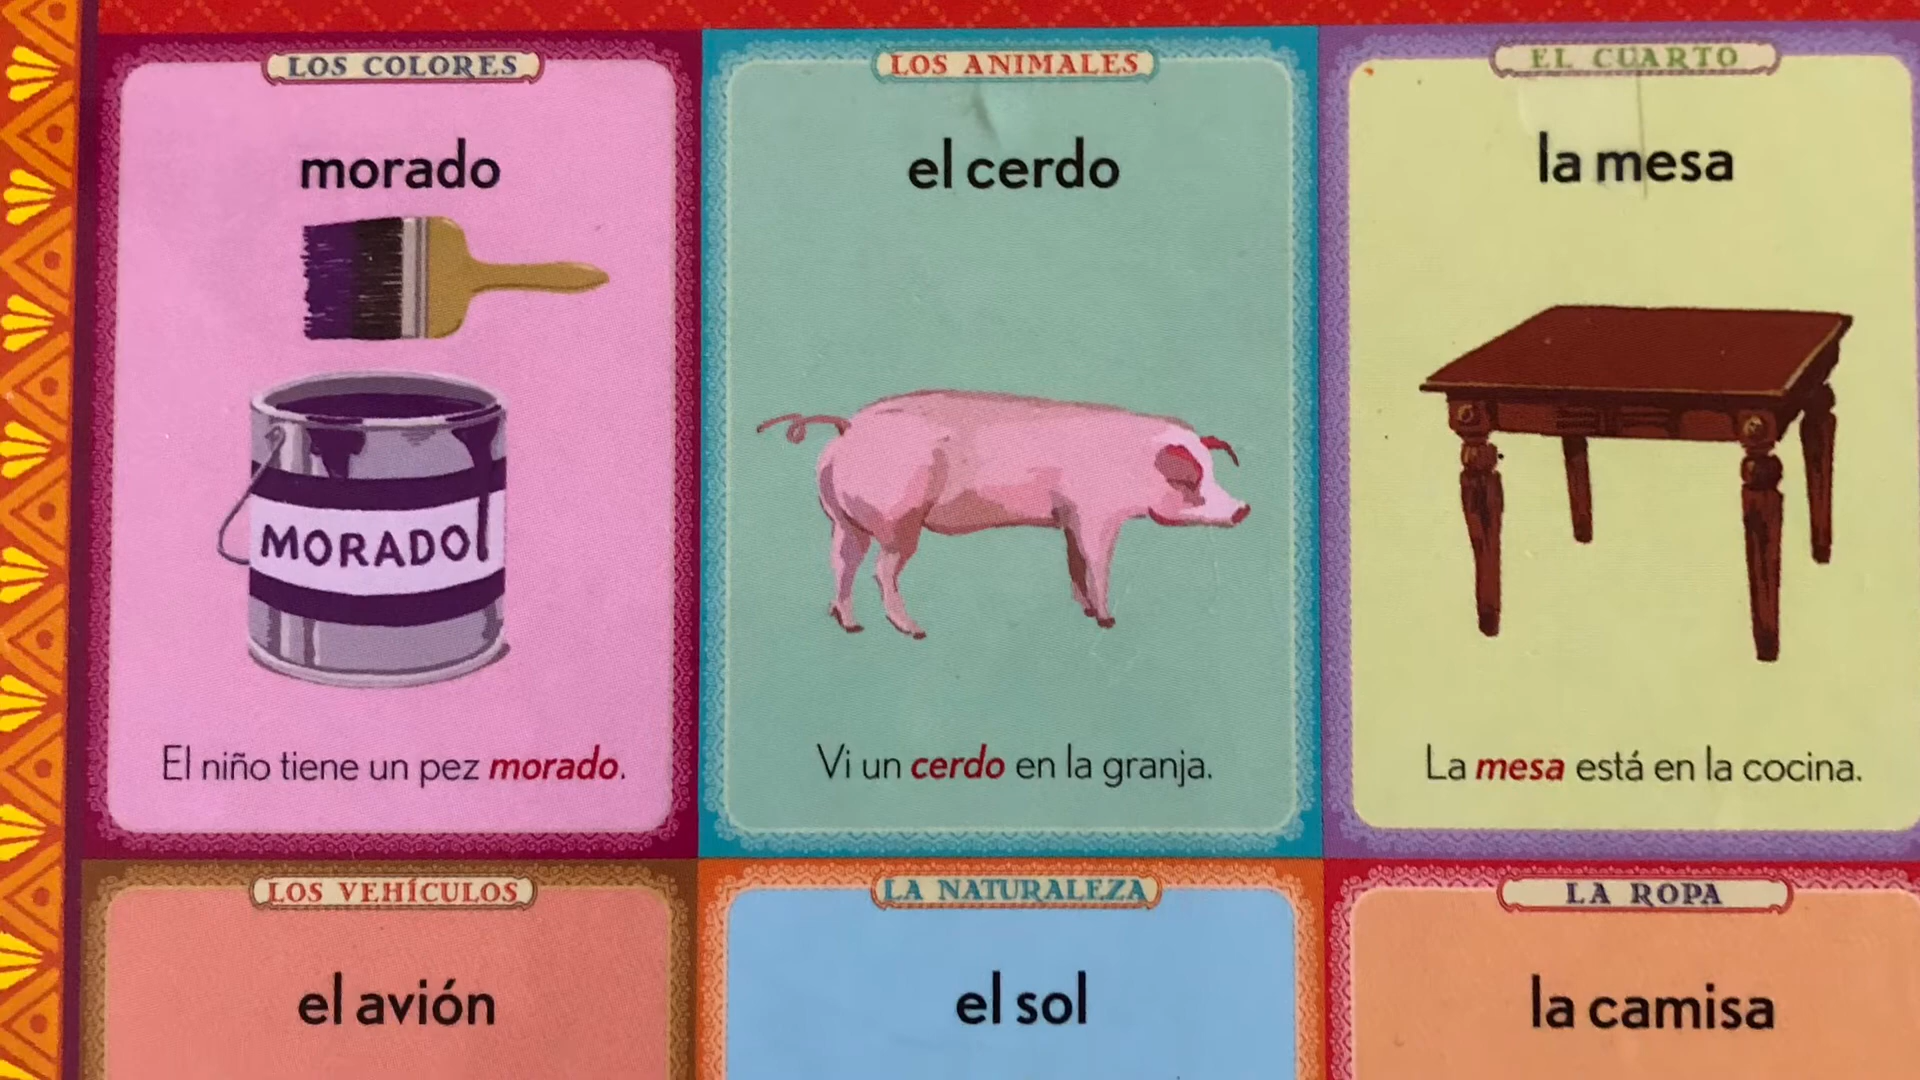 LOS COLORES
morado
MORADO
El niño tiene un pez morado.
LOS ANIMALES
el cerdo
Vi un cerdo en la granja.
EL CUARTO
la mesa
La mesa está en la cocina.
LOS VEHÍCULOS
el avión
LA NATURALEZA
el sol
LA ROPA
la camisa